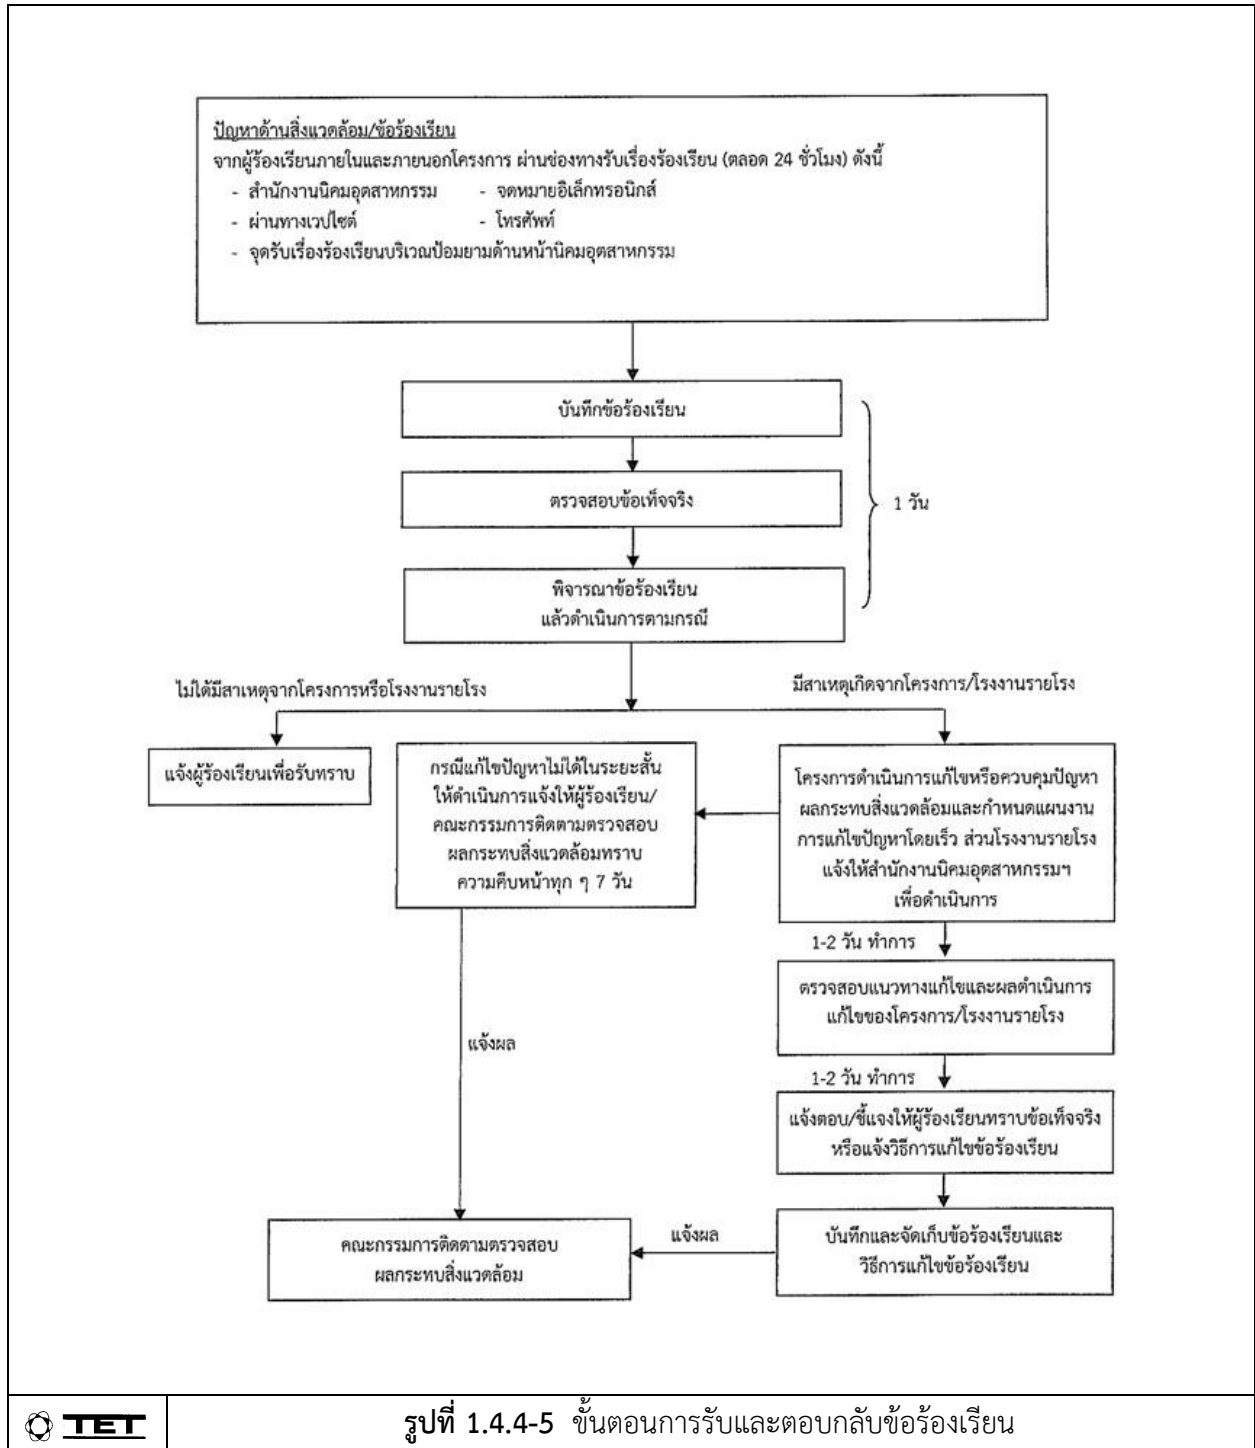 ปัญหาด้านสิ่งแวดล้อม/ข้อร้องเรียน
จากผู้ร้องเรียนภายในและภายนอกโครงการ ผ่านช่องทางรับเรื่องร้องเรียน (ตลอด 24 ชั่วโมง) ดังนี้
- สำนักงานนิคมอุตสาหกรรม - จดหมายอิเล็กทรอนิกส์
- ผ่านทางเวปไซต์ - โทรศัพท์
- จุดรับเรื่องร้องเรียนบริเวณป้อมยามด้านหน้านิคมอุตสาหกรรม
บันทึกข้อร้องเรียน
ตรวจสอบข้อเท็จจริง
1 วัน
พิจารณาข้อร้องเรียน
แล้วดำเนินการตามกรณี
ไม่ได้มีสาเหตุจากโครงการหรือโรงงานรายโรง
มีสาเหตุเกิดจากโครงการ/โรงงานรายโรง
แจ้งผู้ร้องเรียนเพื่อรับทราบ
กรณีแก้ไขปัญหาไม่ได้ในระยะสั้น
ให้ดำเนินการแจ้งให้ผู้ร้องเรียน/
คณะกรรมการติดตามตรวจสอบ
ผลกระทบสิ่งแวดล้อมทราบ
ความคืบหน้าทุก ๆ 7 วัน
โครงการดำเนินการแก้ไขหรือควบคุมปัญหา
ผลกระทบสิ่งแวดล้อมและกำหนดแผนงาน
การแก้ไขปัญหาโดยเร็ว ส่วนโรงงานรายโรง
แจ้งให้สำนักงานนิคมอุตสาหกรรมฯ
เพื่อดำเนินการ
1-2 วัน ทำการ
ตรวจสอบแนวทางแก้ไขและผลดำเนินการ
แก้ไขของโครงการ/โรงงานรายโรง
แจ้งผล
1-2 วัน ทำการ
แจ้งตอบ/ชี้แจงให้ผู้ร้องเรียนทราบข้อเท็จจริง
หรือแจ้งวิธีการแก้ไขข้อร้องเรียน
คณะกรรมการติดตามตรวจสอบ
ผลกระทบสิ่งแวดล้อม
แจ้งผล
บันทึกและจัดเก็บข้อร้องเรียนและ
วิธีการแก้ไขข้อร้องเรียน
TET
รูปที่ 1.4.4-5 ขั้นตอนการรับและตอบกลับข้อร้องเรียน